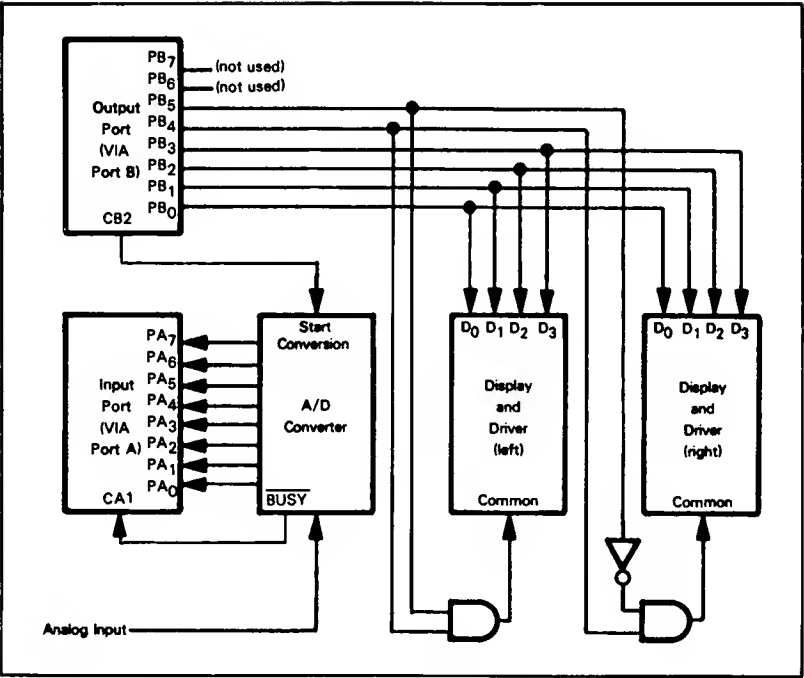 PB7 (not used)
PB6 (not used)
PB5
PB4
PB3
PB2
PB1
PB0
Output
Port
(VIA
Port B)
CB2
PA7
PA6
PA5
PA4
PA3
PA2
PA1
PA0
Input
Port
(VIA
Port A)
CA1
Start
Conversion
A/D
Converter
BUSY
Analog Input
D0 D1 D2 D3
Display
and
Driver
(left)
Common
D0 D1 D2 D3
Display
and
Driver
(right)
Common